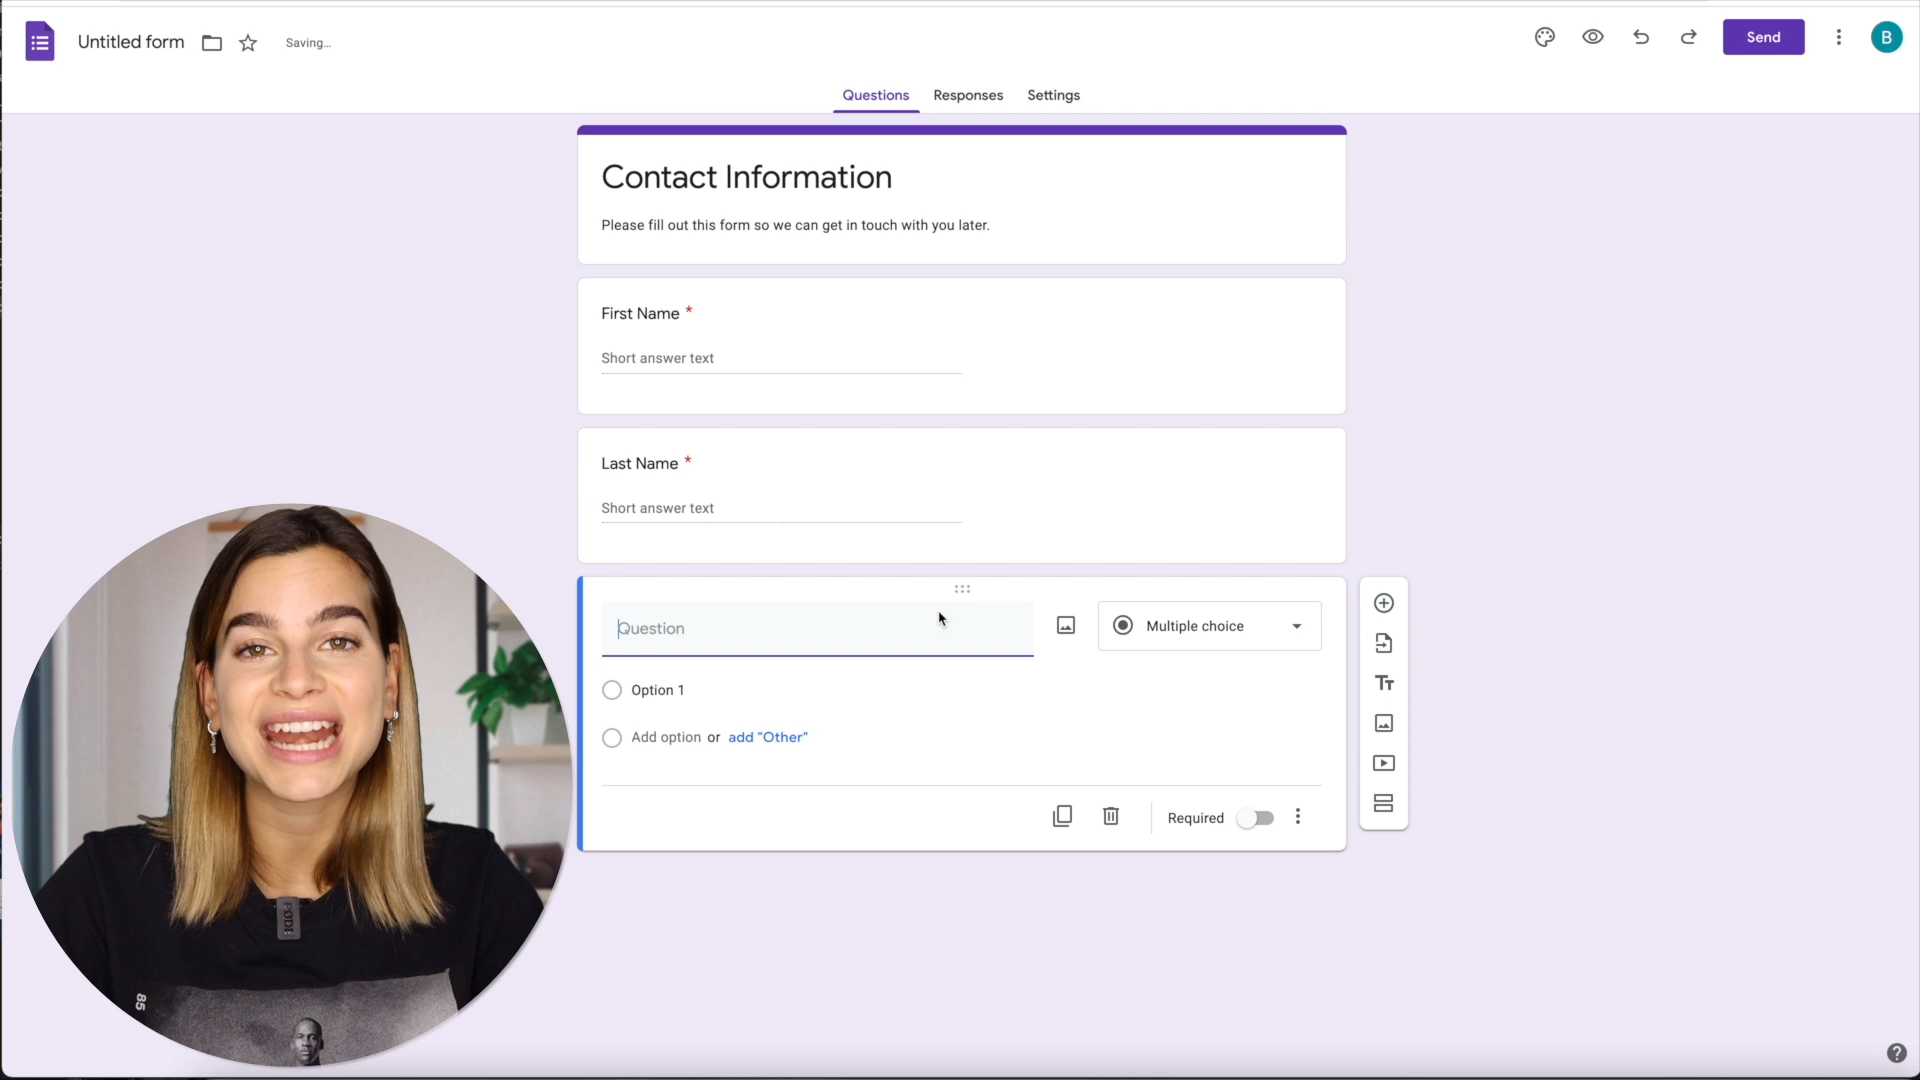 Untitled form
Saving...
Send
B
Questions
Responses
Settings
Contact Information
Please fill out this form so we can get in touch with you later.
First Name *
Short answer text
Last Name *
Short answer text
Question
Multiple choice
Option 1
Add option or add "Other"
Required
Tт
?
85